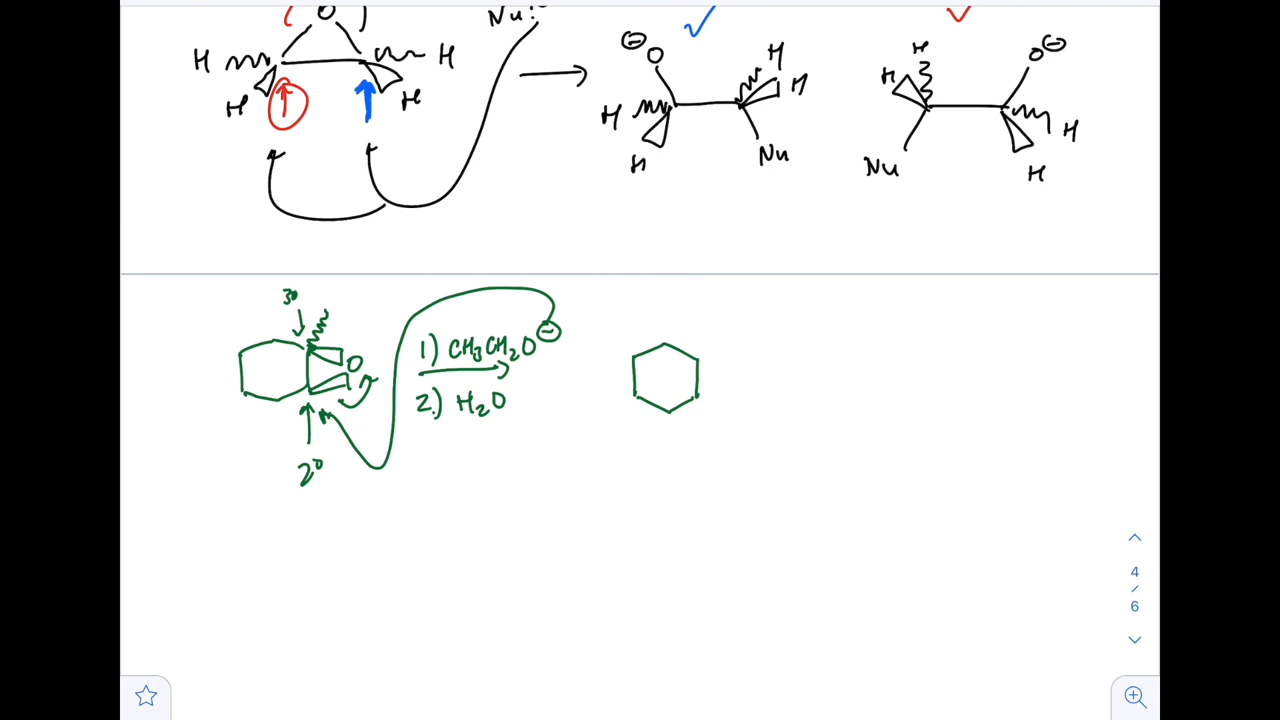 O Nu:⊖
H H
H H
→
⊖ O H H
H H Nu
H H O ⊖
Nu H H
3°
O
1) CH₃CH₂O ⊖
2.) H₂O
2°
4
/
6